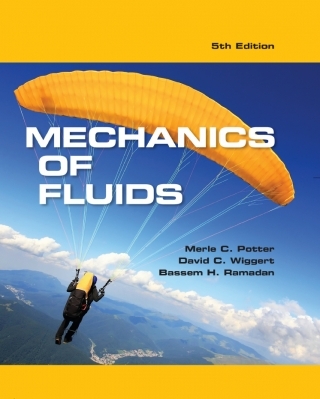 5th Edition
MECHANICS
OF
FLUIDS
Merle C. Potter
David C. Wiggert
Bassem H. Ramadan